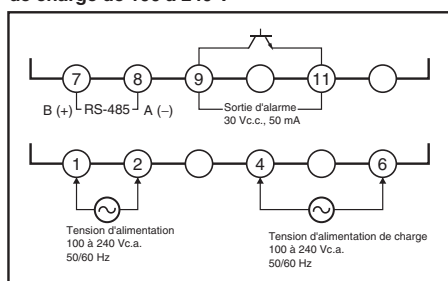 de charge de 100 à 240 V
7 8 9 11
B (+) RS-485 A (–)
Sortie d'alarme
30 Vc.c., 50 mA
1 2 4 6
Tension d'alimentation
100 à 240 Vc.a.
50/60 Hz
Tension d'alimentation de charge
100 à 240 Vc.a.
50/60 Hz